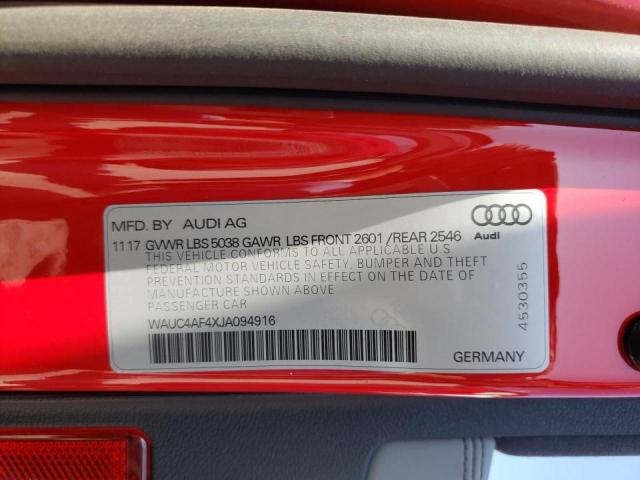 MFD. BY AUDI AG
Audi
11 17 GVWR LBS 5038 GAWR LBS FRONT 2601 / REAR 2546
THIS VEHICLE CONFORMS TO ALL APPLICABLE U.S
FEDERAL MOTOR VEHICLE SAFETY, BUMPER AND THEFT
PREVENTION STANDARDS IN EFFECT ON THE DATE OF
MANUFACTURE SHOWN ABOVE
PASSENGER CAR
WAUC4AF4XJA094916
GERMANY
4530355